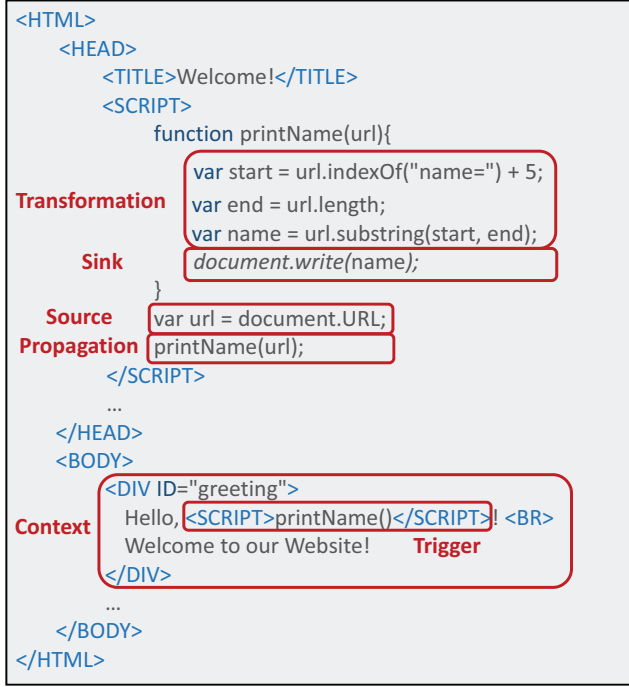 <HTML>
<HEAD>
<TITLE>Welcome!</TITLE>
<SCRIPT>
function printName(url){
var start = url.indexOf("name=") + 5;
Transformation var end = url.length;
var name = url.substring(start, end);
Sink document.write(name);
}
Source var url = document.URL;
Propagation printName(url);
</SCRIPT>
...
</HEAD>
<BODY>
<DIV ID="greeting">
Context Hello, <SCRIPT>printName()</SCRIPT>! <BR>
Welcome to our Website! Trigger
</DIV>
...
</BODY>
</HTML>